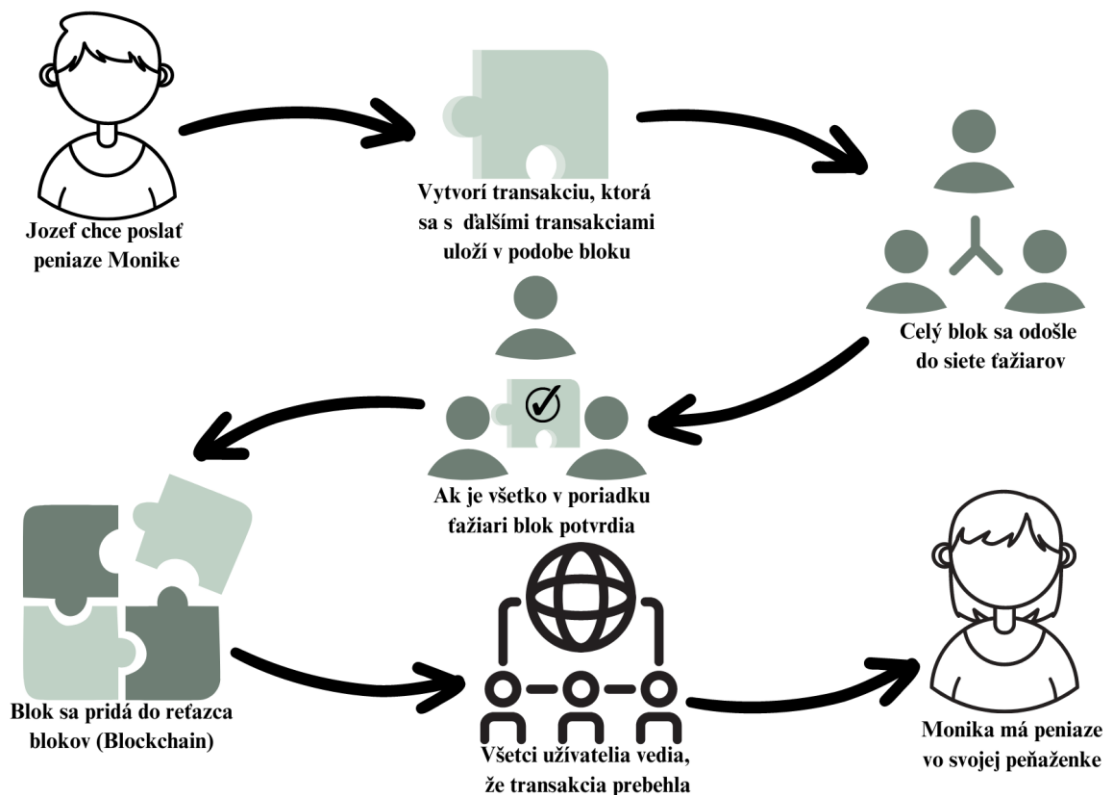 Jozef chce poslať
peniaze Monike
Vytvorí transakciu, ktorá
sa s ďalšími transakciami
uloží v podobe bloku
Celý blok sa odošle
do siete ťažiarov
Ak je všetko v poriadku
ťažiari blok potvrdia
Blok sa pridá do reťazca
blokov (Blockchain)
Všetci užívatelia vedia,
že transakcia prebehla
Monika má peniaze
vo svojej peňaženke